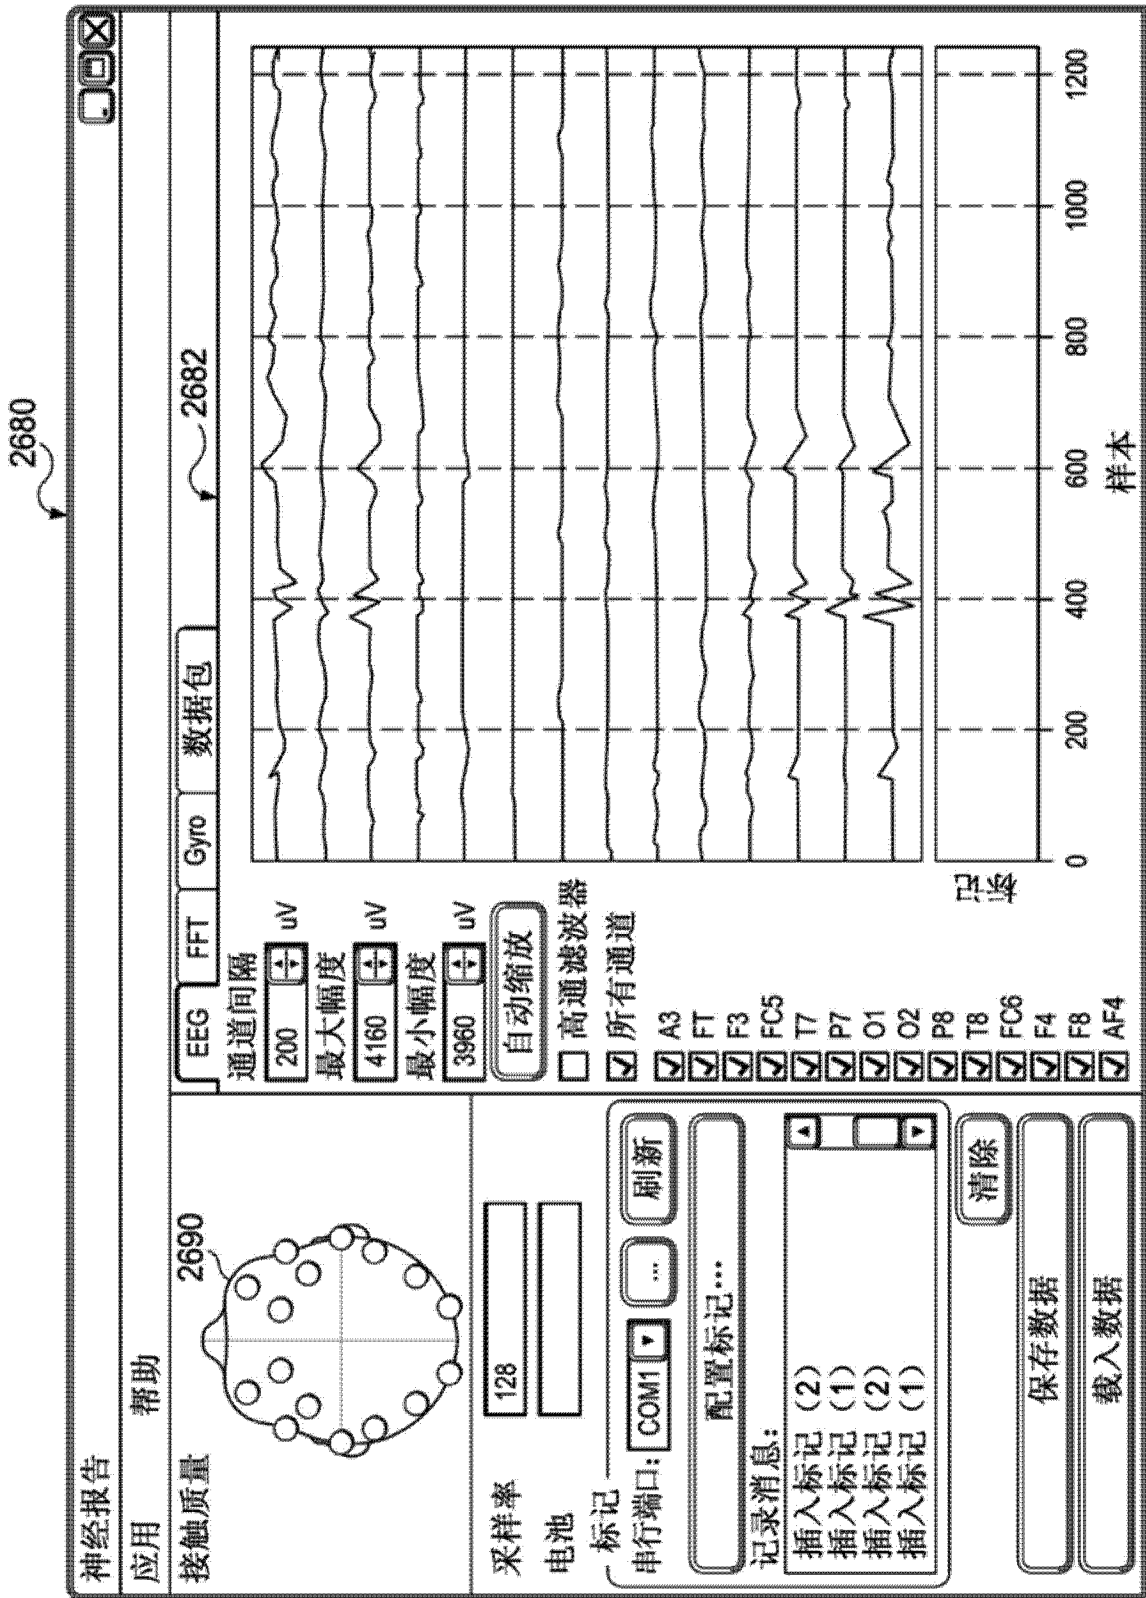 2680
神经报告
应用 帮助
接触质量
2690
采样率 128
电池
标记
串行端口: COM1 ... 刷新
配置标记...
记录消息:
插入标记 (2)
插入标记 (1)
插入标记 (2)
插入标记 (1)
清除
保存数据
载入数据
EEG FFT Gyro 数据包
2682
通道间隔
200 uV
最大幅度
4160 uV
最小幅度
3960 uV
自动缩放
高通滤波器
所有通道
A3
FT
F3
FC5
T7
P7
O1
O2
P8
T8
FC6
F4
F8
AF4
标记
0 200 400 600 800 1000 1200
样本